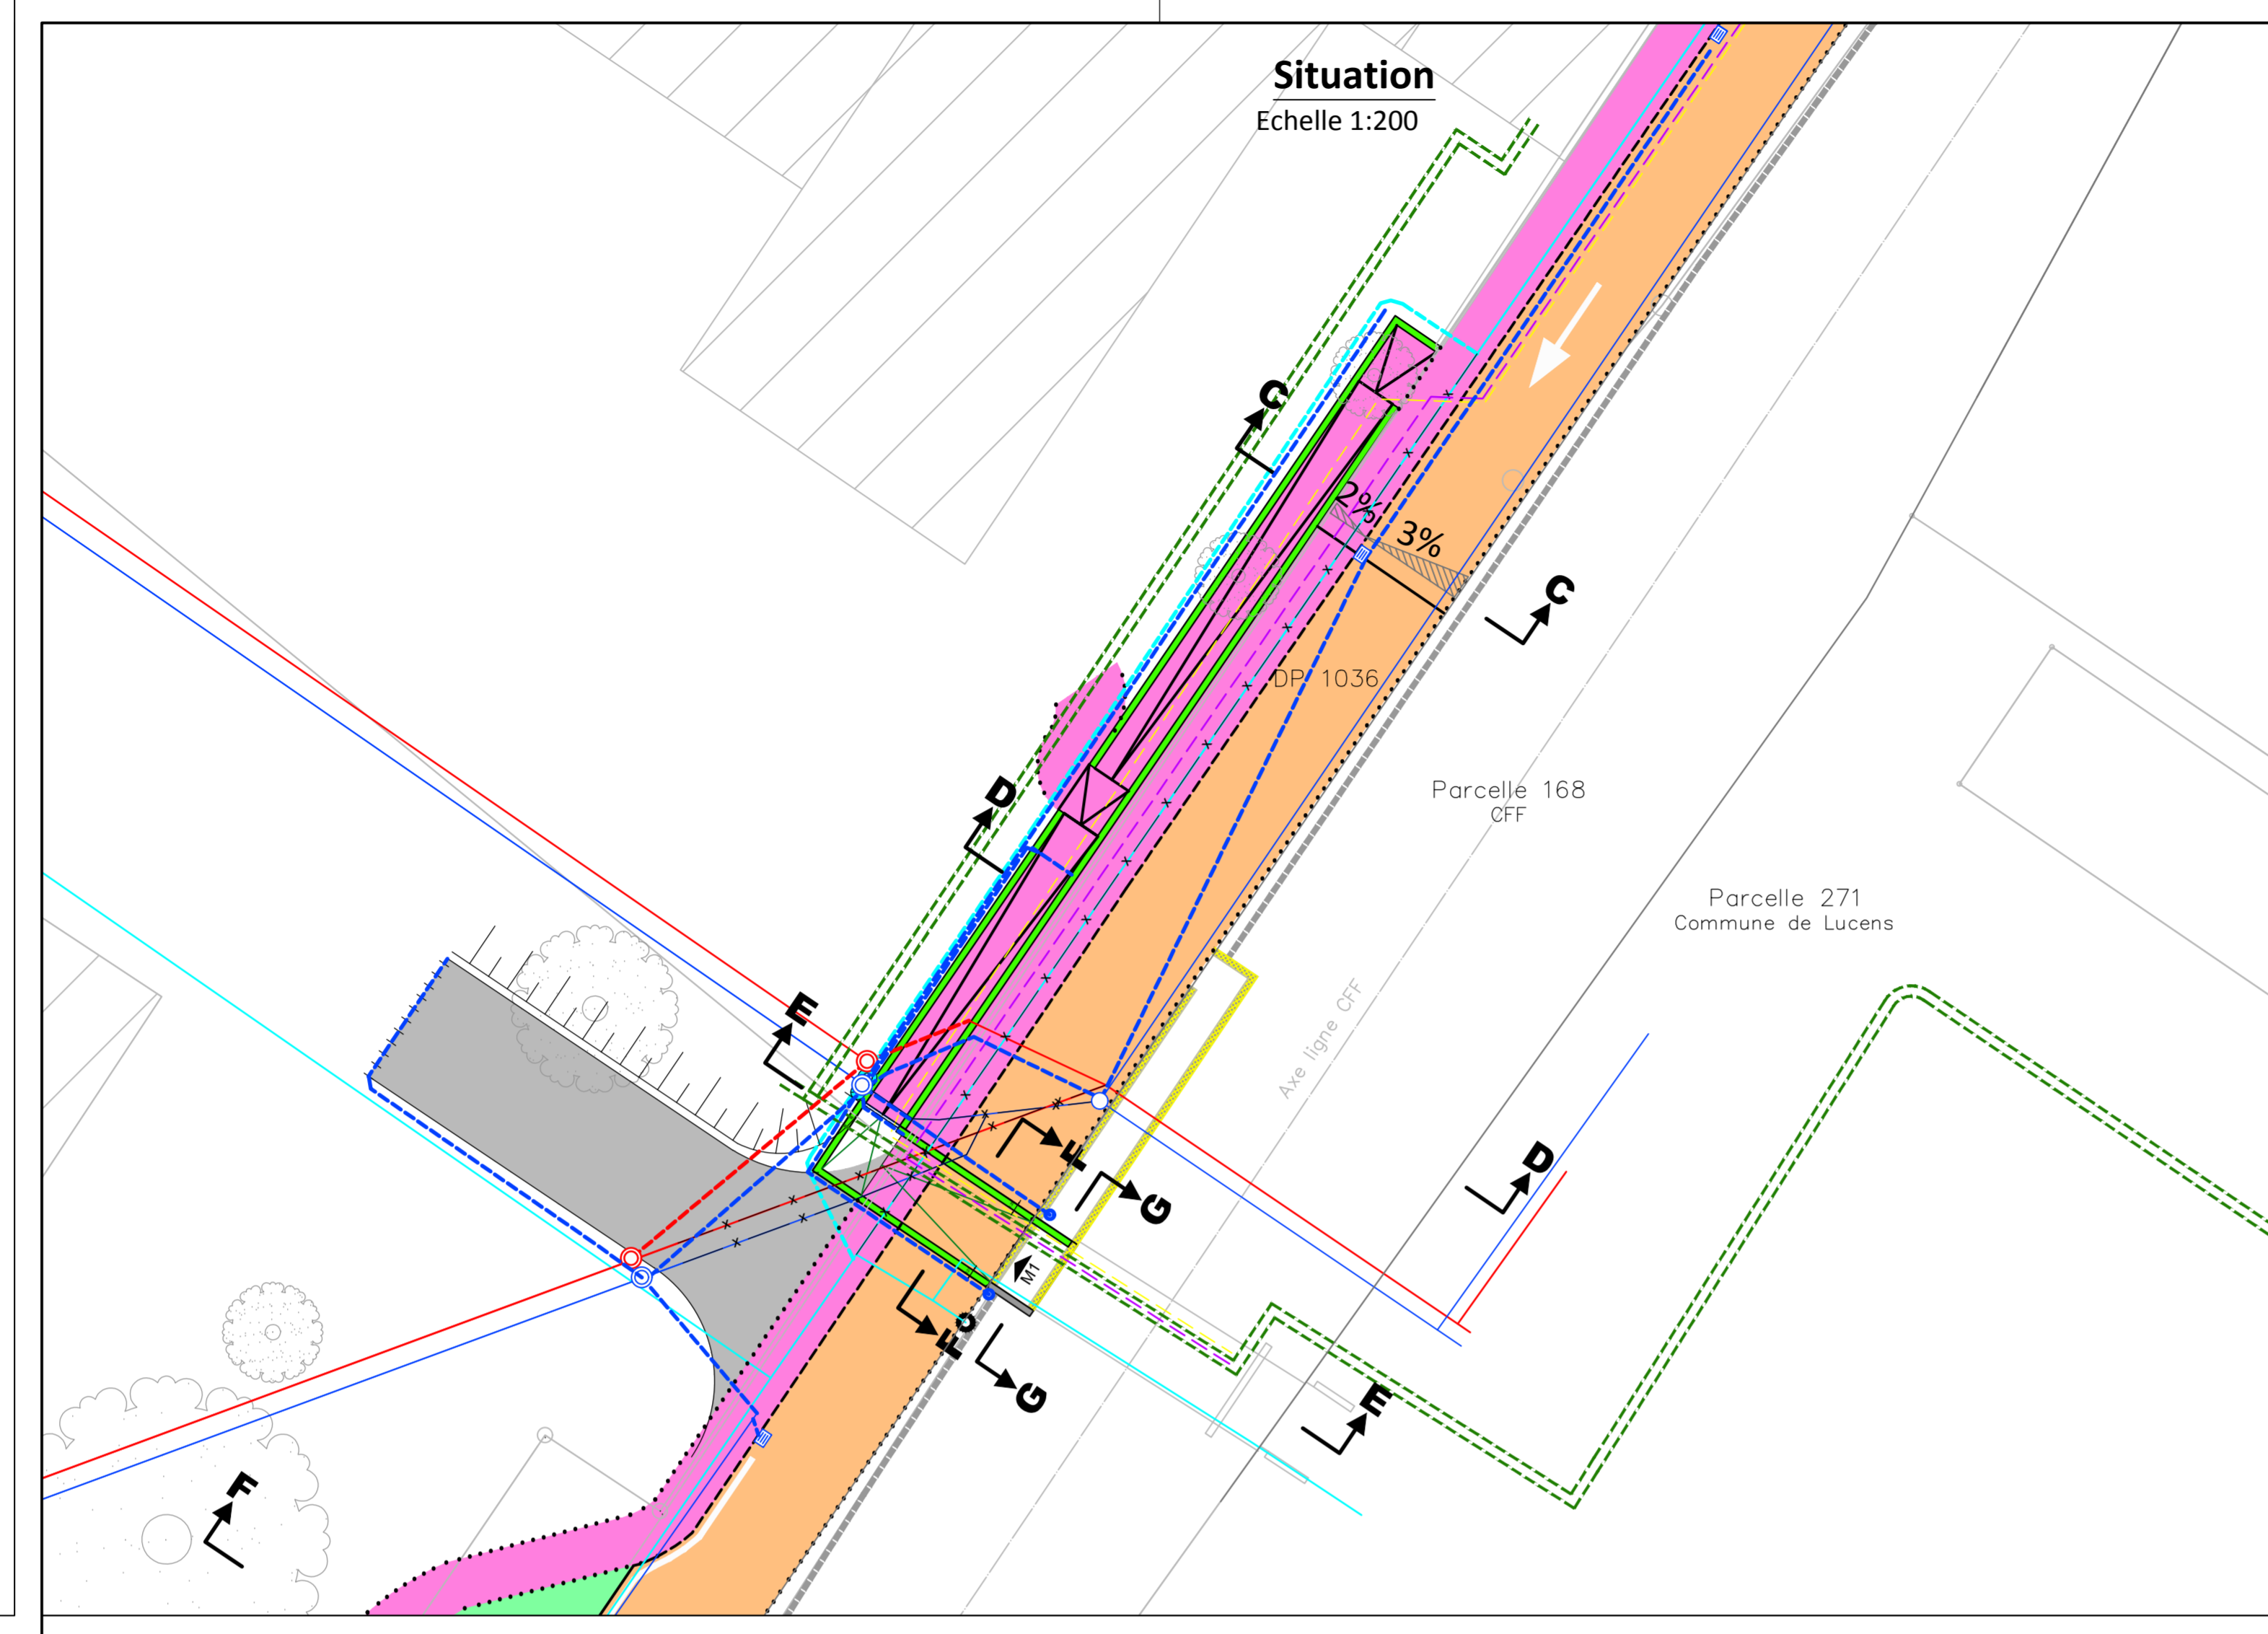 Situation
Echelle 1:200
C
2%
3%
C
DP 1036
D
Parcelle 168
CFF
Parcelle 271
Commune de Lucens
E
Axe ligne CFF
F
D
G
M1
F
G
E
F